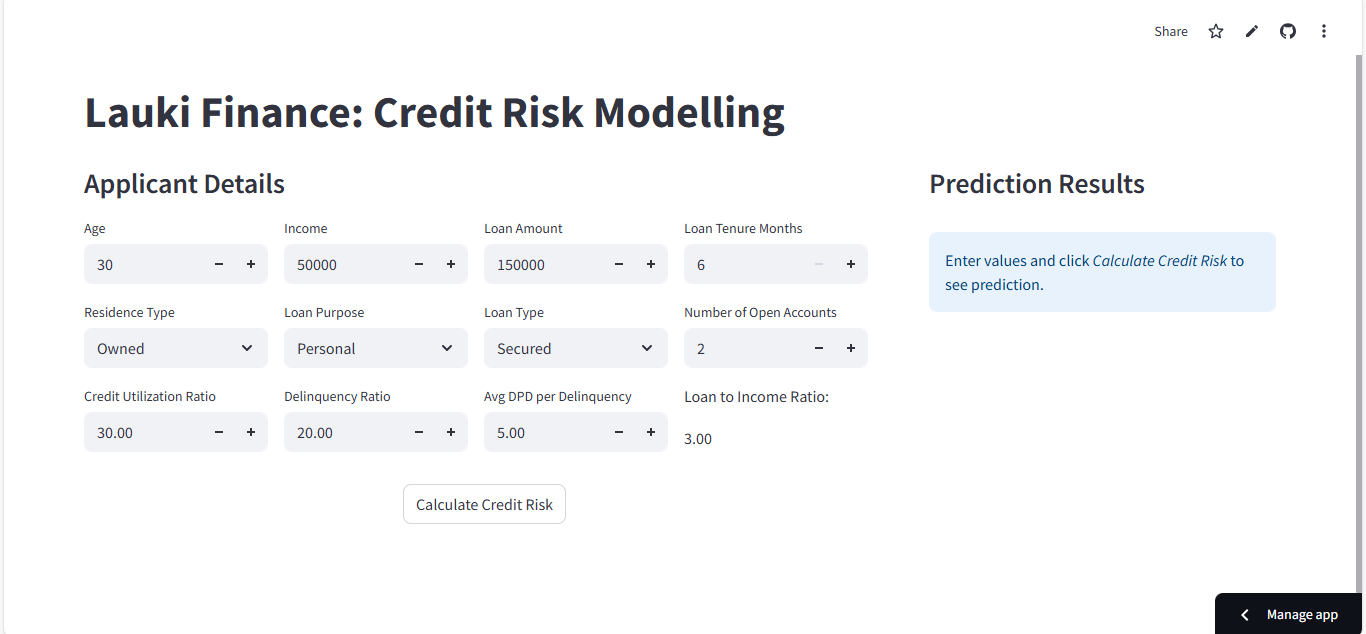 Share
Lauki Finance: Credit Risk Modelling
Applicant Details
Prediction Results
Age
Income
Loan Amount
Loan Tenure Months
30
50000
150000
6
Enter values and click Calculate Credit Risk to
see prediction.
Residence Type
Loan Purpose
Loan Type
Number of Open Accounts
Owned
Personal
Secured
2
Credit Utilization Ratio
Delinquency Ratio
Avg DPD per Delinquency
Loan to Income Ratio:
30.00
20.00
5.00
3.00
Calculate Credit Risk
Manage app